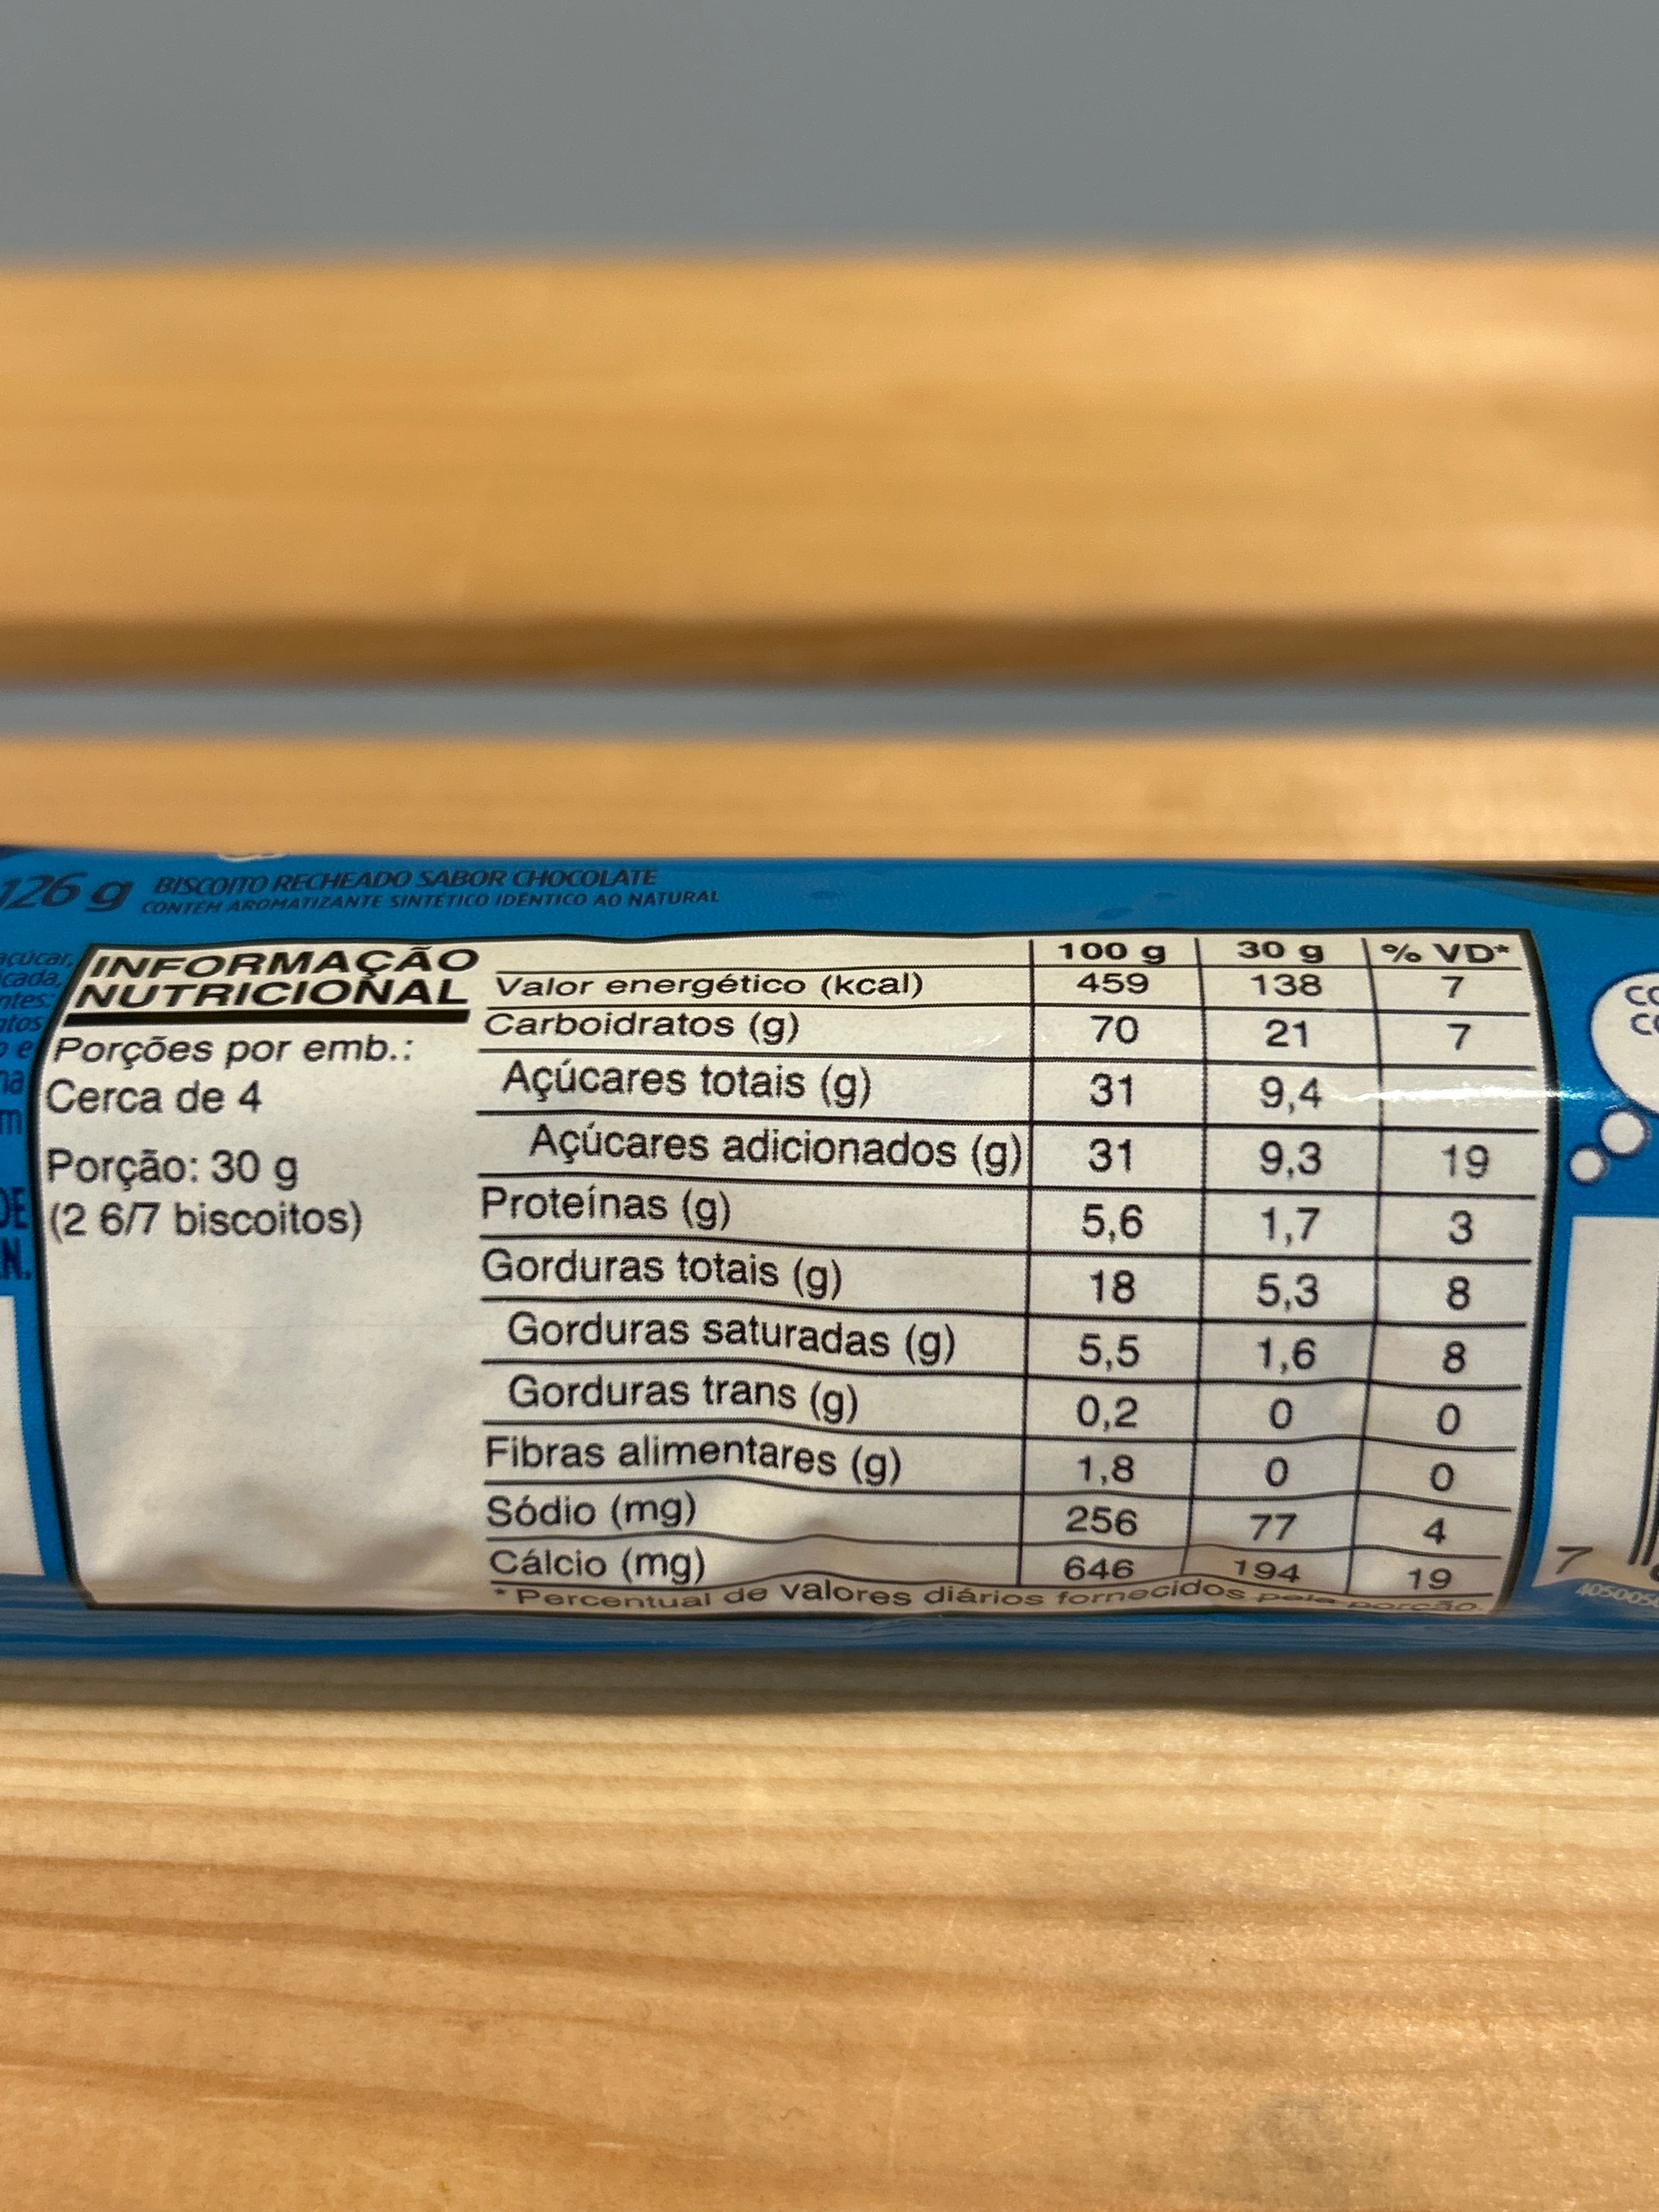 126 g
BISCOITO RECHEADO SABOR CHOCOLATE
CONTÉM AROMATIZANTE SINTÉTICO IDÊNTICO AO NATURAL
INFORMAÇÃO
NUTRICIONAL
Porções por emb.:
Cerca de 4
Porção: 30 g
(2 6/7 biscoitos)
100 g 30 g % VD*
Valor energético (kcal) 459 138 7
Carboidratos (g) 70 21 7
Açúcares totais (g) 31 9,4
Açúcares adicionados (g) 31 9,3 19
Proteínas (g) 5,6 1,7 3
Gorduras totais (g) 18 5,3 8
Gorduras saturadas (g) 5,5 1,6 8
Gorduras trans (g) 0,2 0 0
Fibras alimentares (g) 1,8 0 0
Sódio (mg) 256 77 4
Cálcio (mg) 646 194 19
*Percentual de valores diários fornecidos pela porção.
7